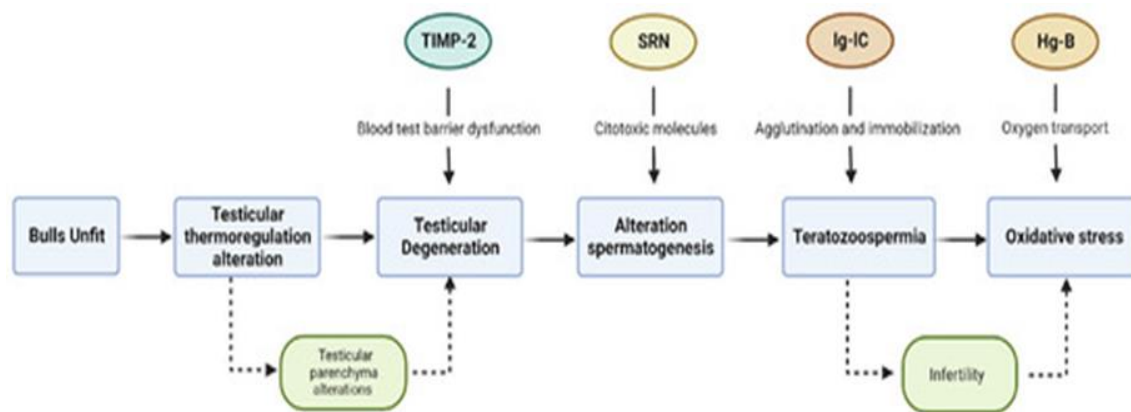 TIMP-2
SRN
Ig-IC
Hg-B
Blood test barrier dysfunction
Citotoxic molecules
Agglutination and immobilization
Oxygen transport
Bulls Unfit
Testicular
thermoregulation
alteration
Testicular
Degeneration
Alteration
spermatogenesis
Teratozoospermia
Oxidative stress
Testicular
parenchyma
alterations
Infertility